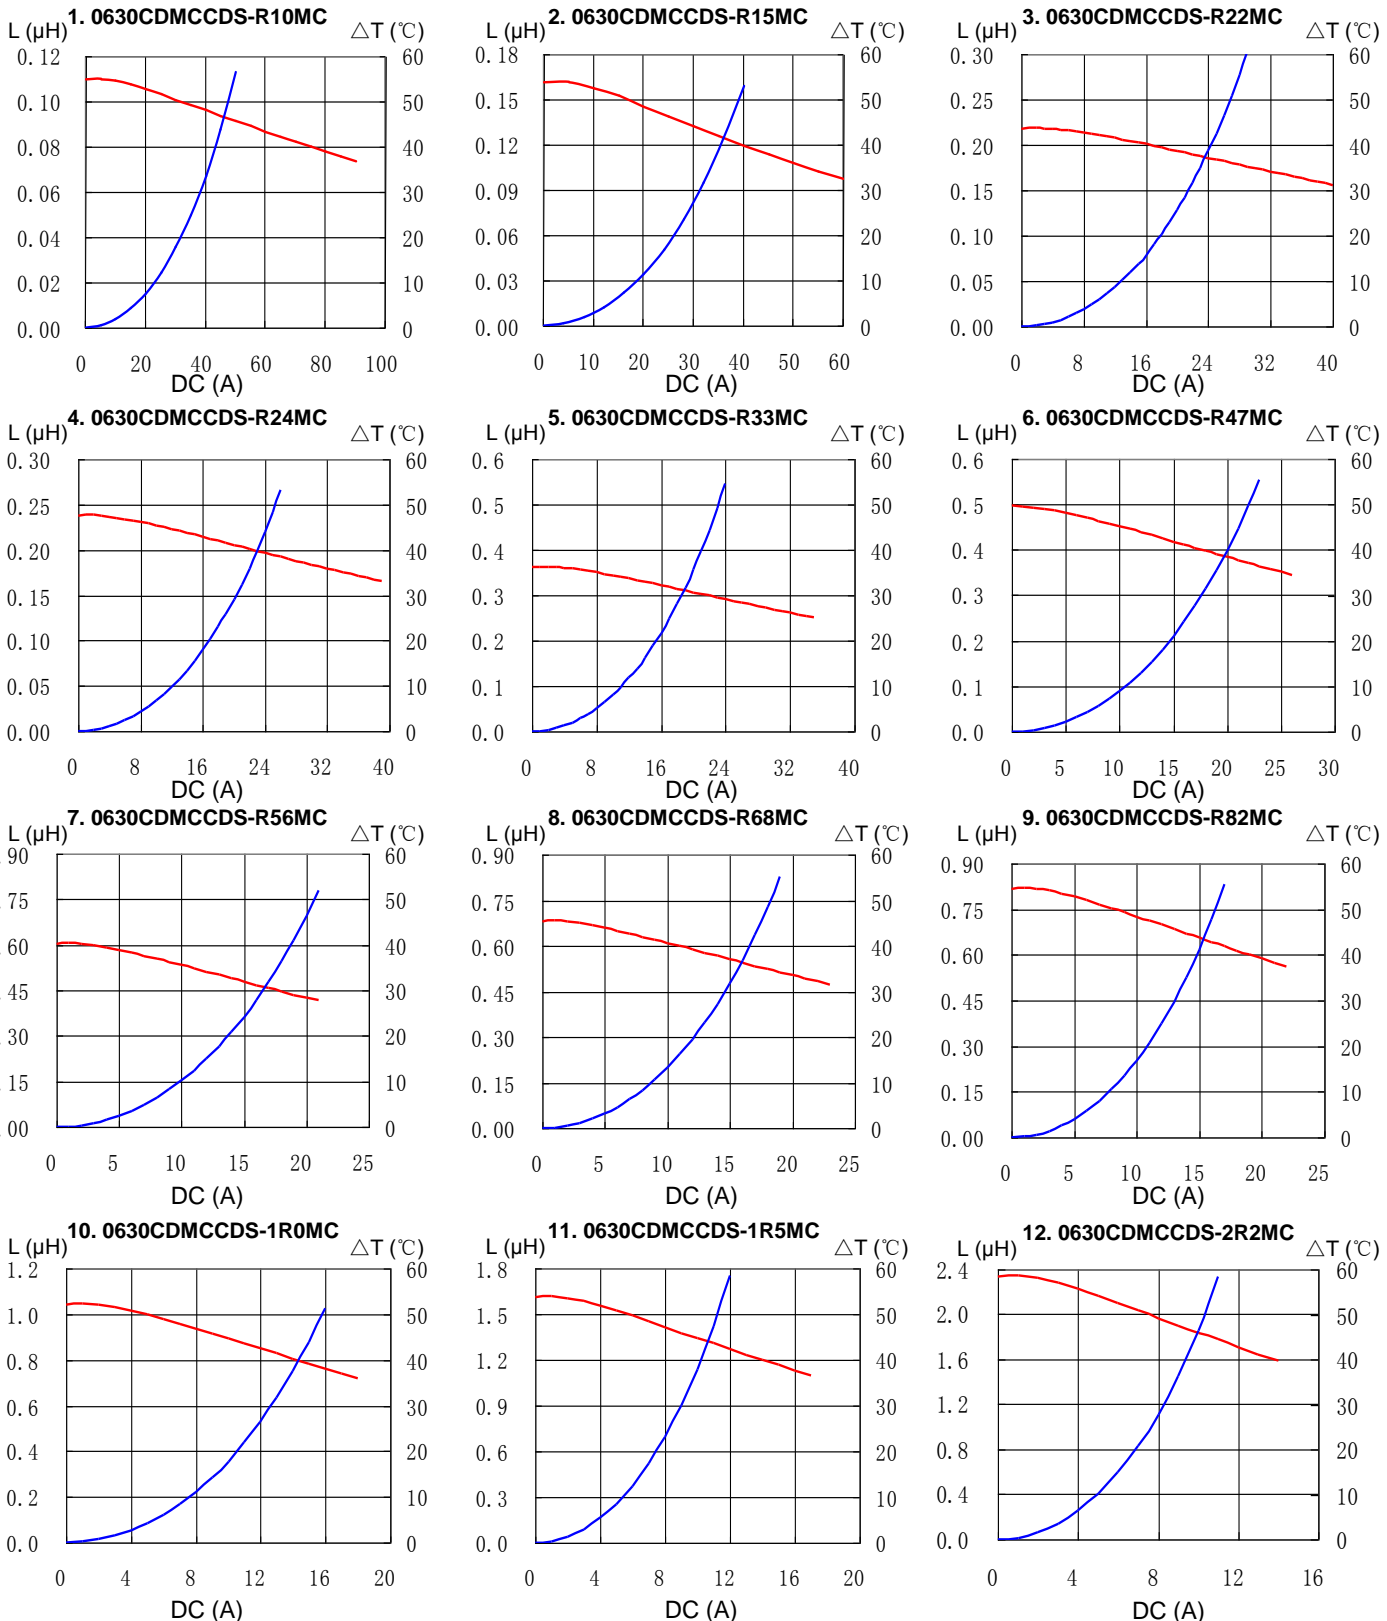 1. 0630CDMCCDS-R10MC
L (µH)
△T (℃)
0.12
0.10
0.08
0.06
0.04
0.02
0.00
60
50
40
30
20
10
0
0 20 40 60 80 100
DC (A)
2. 0630CDMCCDS-R15MC
L (µH)
△T (℃)
0.18
0.15
0.12
0.09
0.06
0.03
0.00
60
50
40
30
20
10
0
0 10 20 30 40 50 60
DC (A)
3. 0630CDMCCDS-R22MC
L (µH)
△T (℃)
0.30
0.25
0.20
0.15
0.10
0.05
0.00
60
50
40
30
20
10
0
0 8 16 24 32 40
DC (A)
4. 0630CDMCCDS-R24MC
L (µH)
△T (℃)
0.30
0.25
0.20
0.15
0.10
0.05
0.00
60
50
40
30
20
10
0
0 8 16 24 32 40
DC (A)
5. 0630CDMCCDS-R33MC
L (µH)
△T (℃)
0.6
0.5
0.4
0.3
0.2
0.1
0.0
60
50
40
30
20
10
0
0 8 16 24 32 40
DC (A)
6. 0630CDMCCDS-R47MC
L (µH)
△T (℃)
0.6
0.5
0.4
0.3
0.2
0.1
0.0
60
50
40
30
20
10
0
0 5 10 15 20 25 30
DC (A)
7. 0630CDMCCDS-R56MC
L (µH)
△T (℃)
.90
.75
.60
.45
.30
.15
.00
60
50
40
30
20
10
0
0 5 10 15 20 25
DC (A)
8. 0630CDMCCDS-R68MC
L (µH)
△T (℃)
0.90
0.75
0.60
0.45
0.30
0.15
0.00
60
50
40
30
20
10
0
0 5 10 15 20 25
DC (A)
9. 0630CDMCCDS-R82MC
L (µH)
△T (℃)
0.90
0.75
0.60
0.45
0.30
0.15
0.00
60
50
40
30
20
10
0
0 5 10 15 20 25
DC (A)
10. 0630CDMCCDS-1R0MC
L (µH)
△T (℃)
1.2
1.0
0.8
0.6
0.4
0.2
0.0
60
50
40
30
20
10
0
0 4 8 12 16 20
DC (A)
11. 0630CDMCCDS-1R5MC
L (µH)
△T (℃)
1.8
1.5
1.2
0.9
0.6
0.3
0.0
60
50
40
30
20
10
0
0 4 8 12 16 20
DC (A)
12. 0630CDMCCDS-2R2MC
L (µH)
△T (℃)
2.4
2.0
1.6
1.2
0.8
0.4
0.0
60
50
40
30
20
10
0
0 4 8 12 16
DC (A)